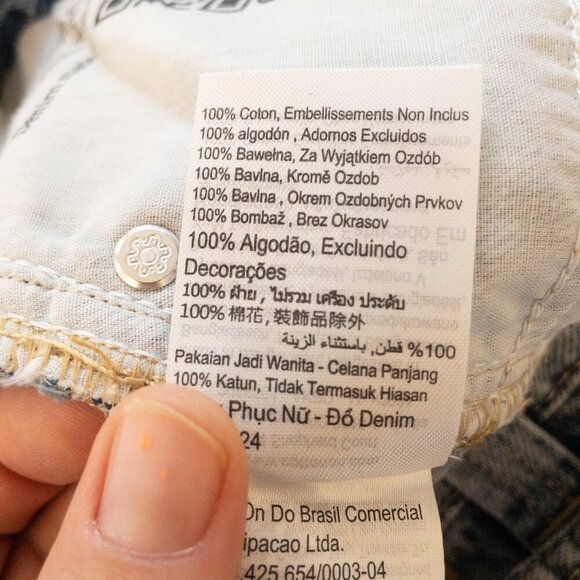 100% Coton, Embellissements Non Inclus
100% algodón , Adornos Excluidos
100% Bawełna, Za Wyjątkiem Ozdób
100% Bavlna, Kromě Ozdob
100% Bavlna , Okrem Ozdobných Prvkov
100% Bombaž, Brez Okrasov
100% Algodão, Excluindo
Decorações
100% ฝ้าย , ไม่รวม เครื่อง ประดับ
100% 棉花, 裝飾品除外
100% قطن, باستثناء الزينة
Pakaian Jadi Wanita - Celana Panjang
100% Katun, Tidak Termasuk Hiasan
Phục Nữ - Đồ Denim
24
On Do Brasil Comercial
ipacao Ltda.
.425.654/0003-04